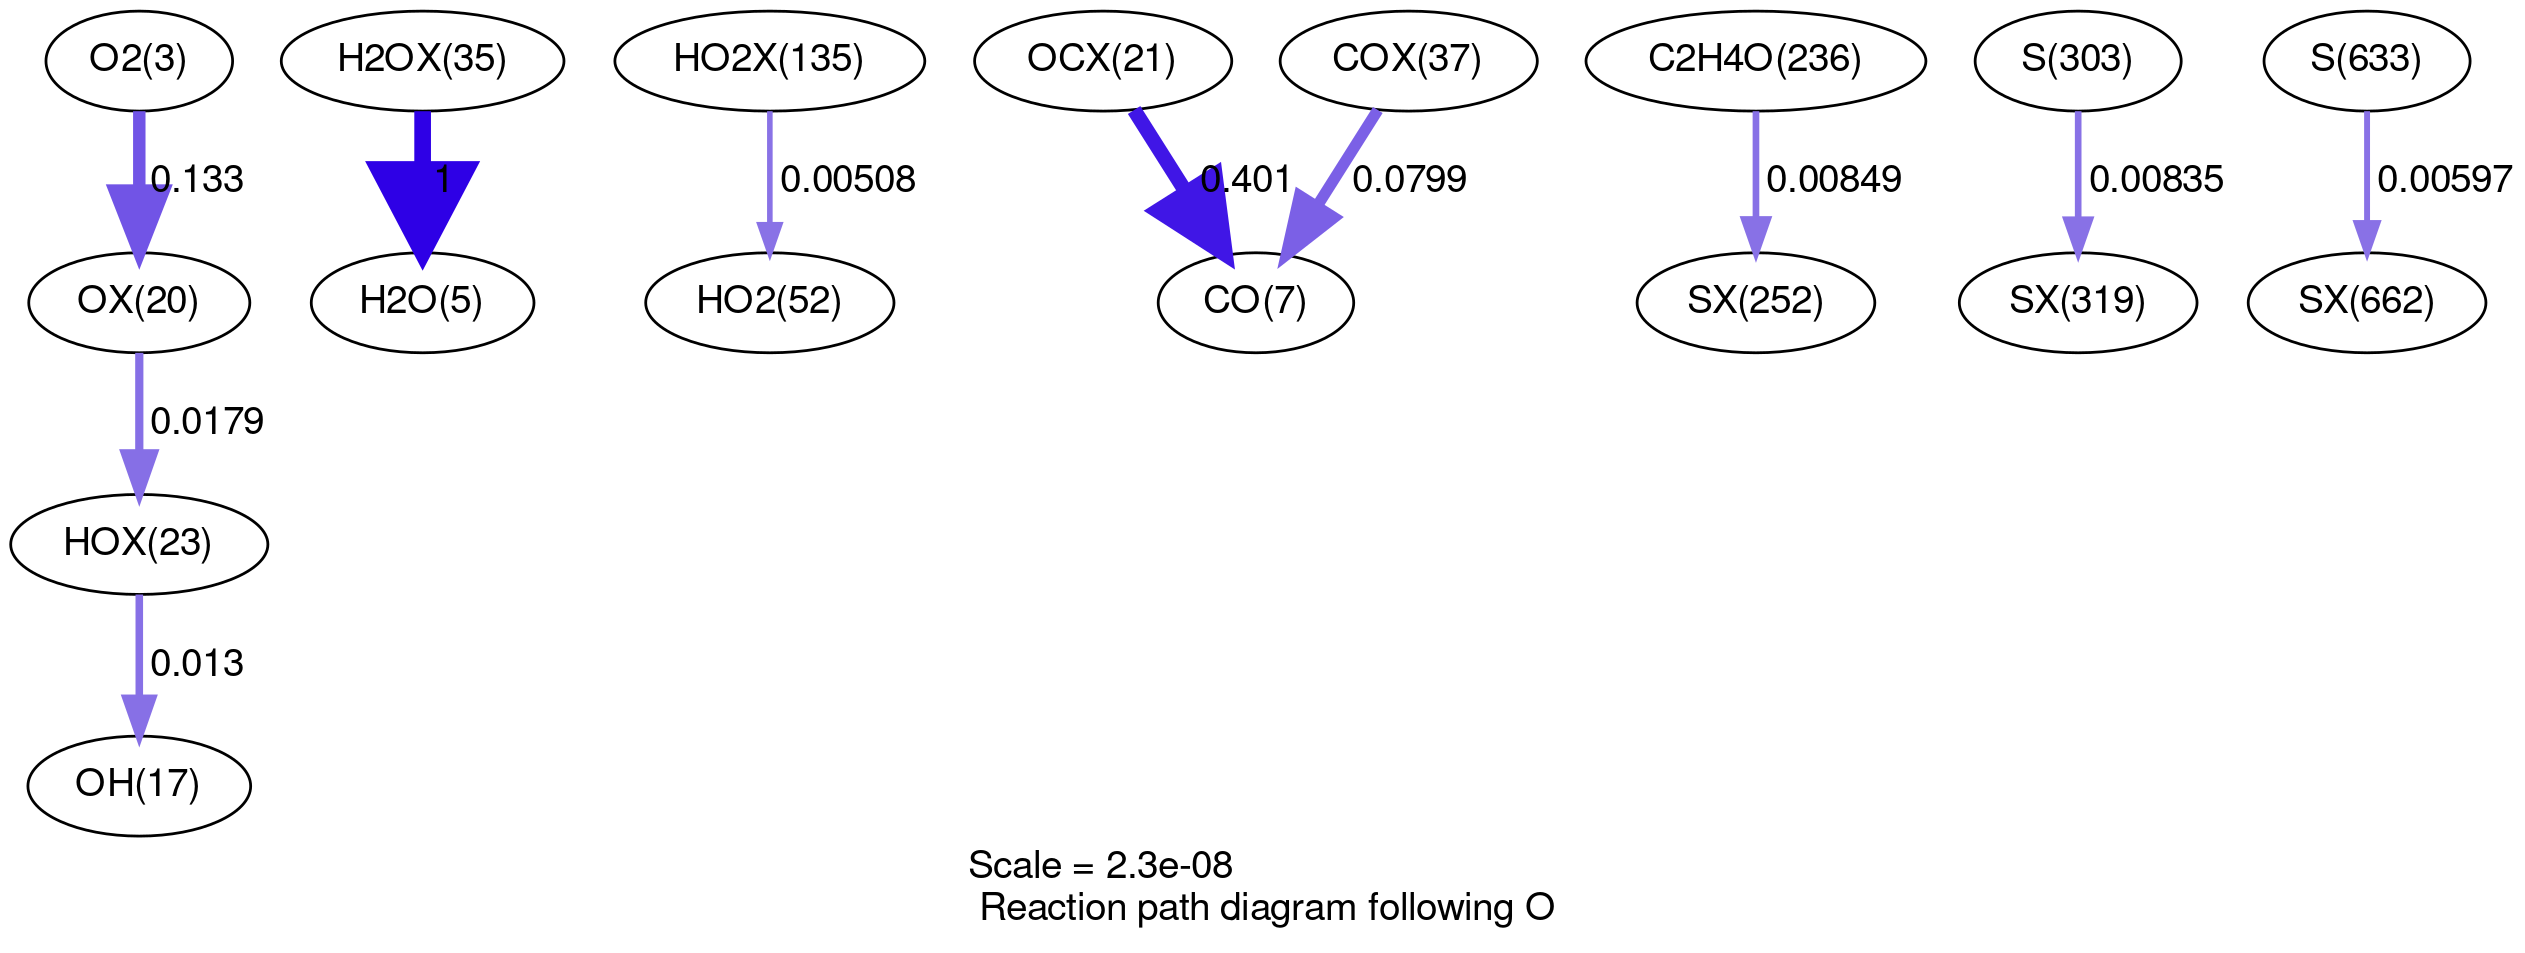 O2(3)
H2OX(35)
HO2X(135)
OCX(21)
COX(37)
C2H4O(236)
S(303)
S(633)
0.133
1
0.00508
0.401
0.0799
0.00849
0.00835
0.00597
OX(20)
H2O(5)
HO2(52)
CO(7)
SX(252)
SX(319)
SX(662)
0.0179
HOX(23)
0.013
OH(17)
Scale = 2.3e-08
Reaction path diagram following O